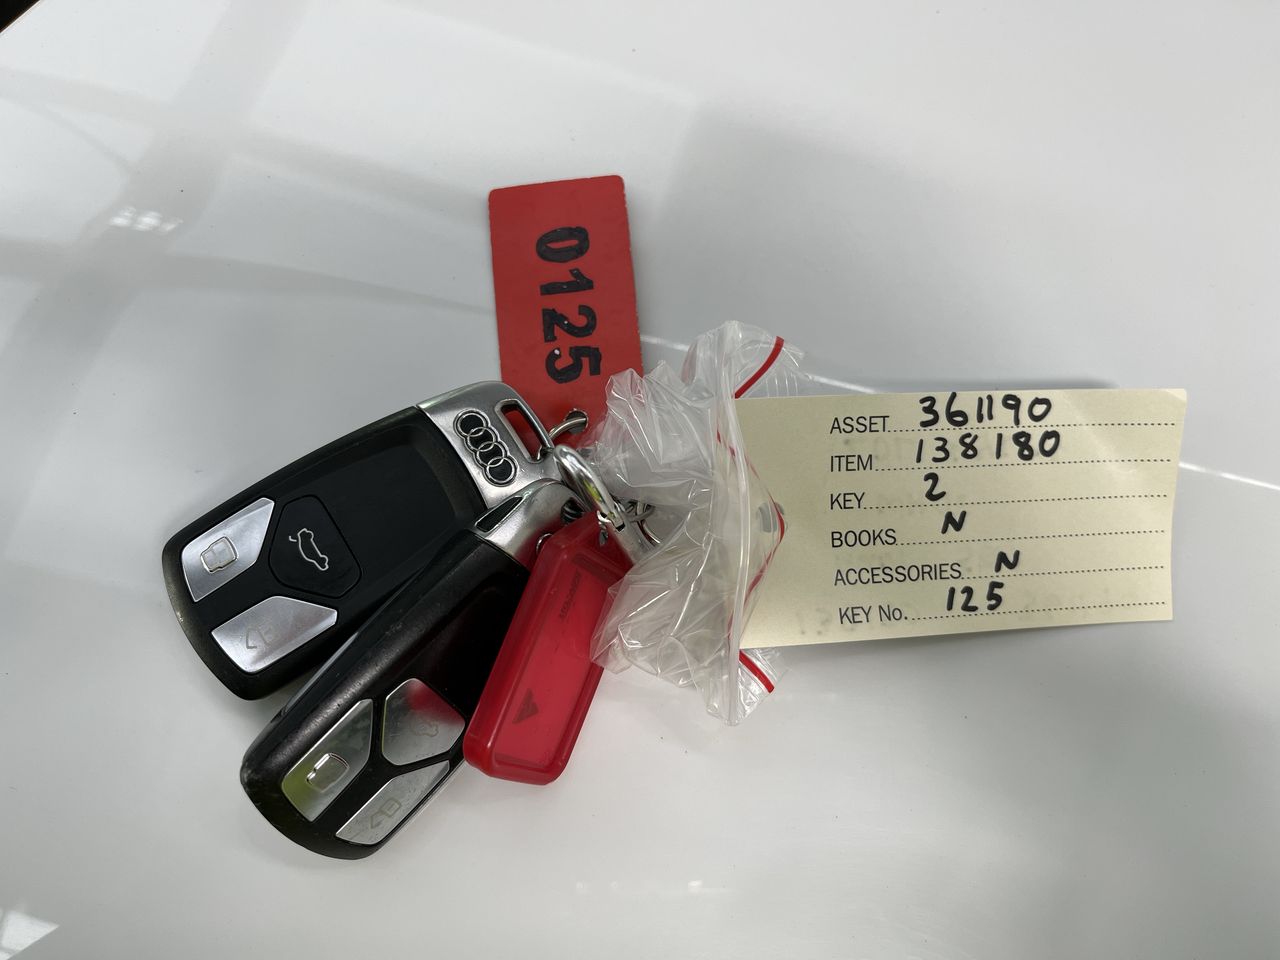 0125
ASSET 361190
ITEM 138180
KEY 2
BOOKS N
ACCESSORIES N
KEY No. 125